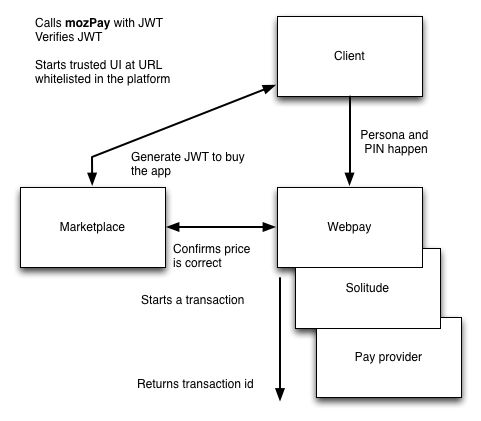 Calls mozPay with JWT
Verifies JWT
Starts trusted UI at URL
whitelisted in the platform
Client
Persona and
PIN happen
Generate JWT to buy
the app
Marketplace
Webpay
Confirms price
is correct
Solitude
Starts a transaction
Pay provider
Returns transaction id